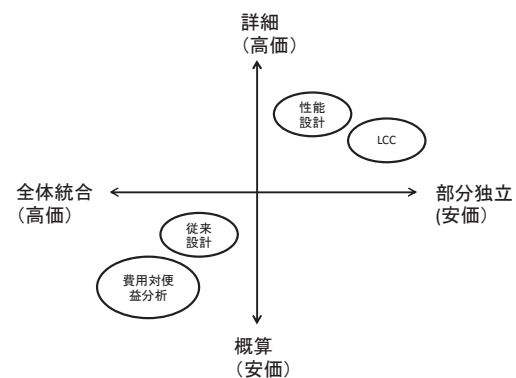 詳細
（高価）
性能
設計
LCC
全体統合
（高価）
部分独立
(安価）
従来
設計
費用対便
益分析
概算
（安価）